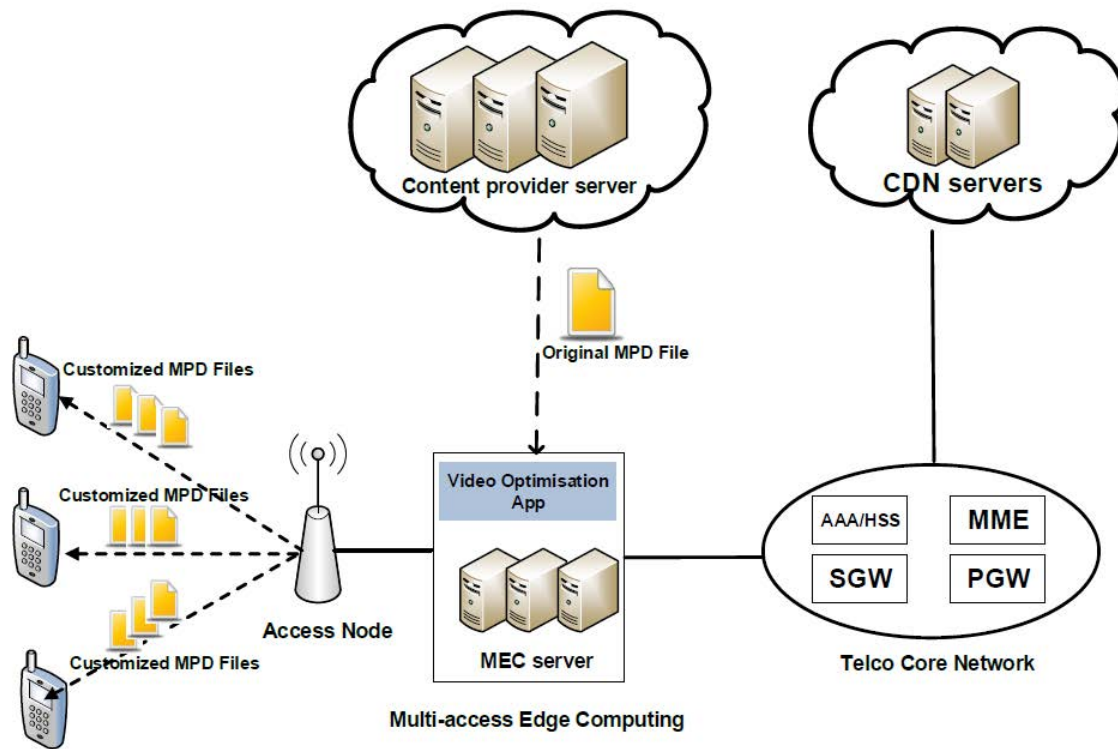 Content provider server
CDN servers
Original MPD File
Customized MPD Files
Customized MPD Files
Customized MPD Files
Access Node
Video Optimisation
App
MEC server
Multi-access Edge Computing
AAA/HSS
MME
SGW
PGW
Telco Core Network